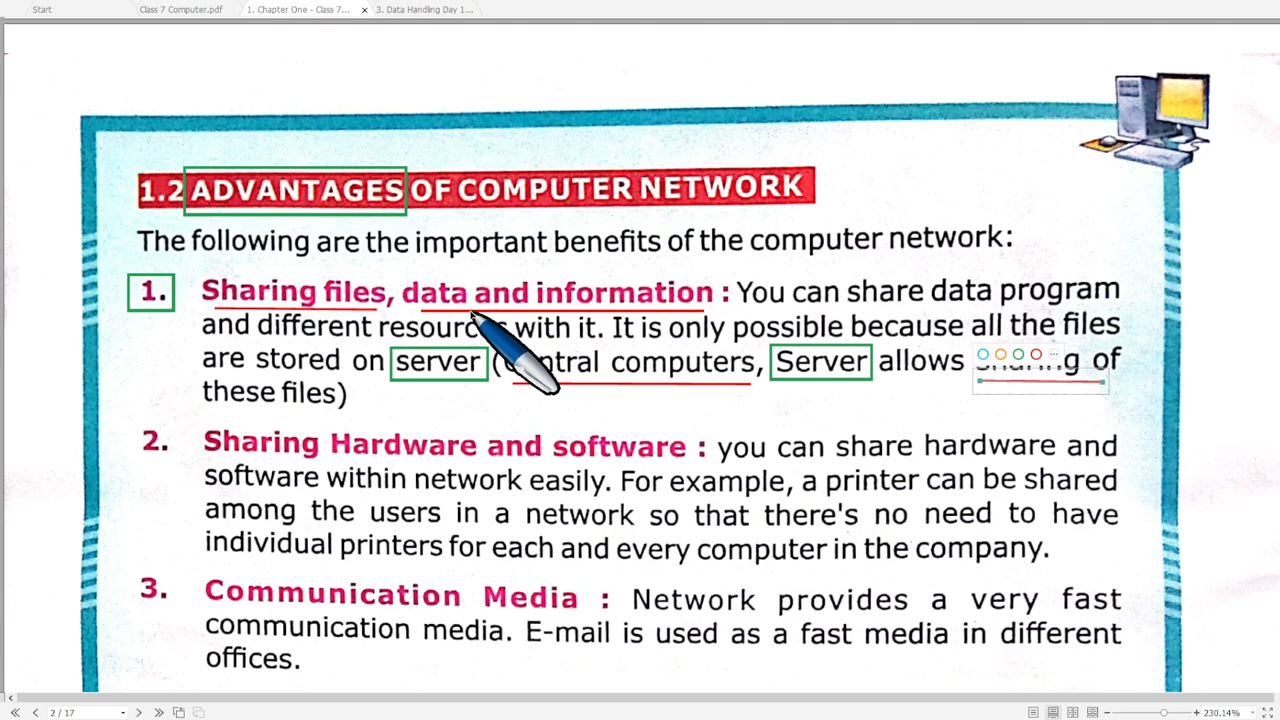 Start
Class 7 Computer.pdf
1. Chapter One - Class 7...
3. Data Handling Day 1...
1.2 ADVANTAGES OF COMPUTER NETWORK
The following are the important benefits of the computer network:
1. Sharing files, data and information : You can share data program
and different with it. It is only possible because all the files
are stored on server ( computers, Server allows of
these files)
2. Sharing Hardware and software : you can share hardware and
software within network easily. For example, a printer can be shared
among the users in a network so that there's no need to have
individual printers for each and every computer in the company.
3. Communication Media : Network provides a very fast
communication media. E-mail is used as a fast media in different
offices.
2 / 17
230.14%